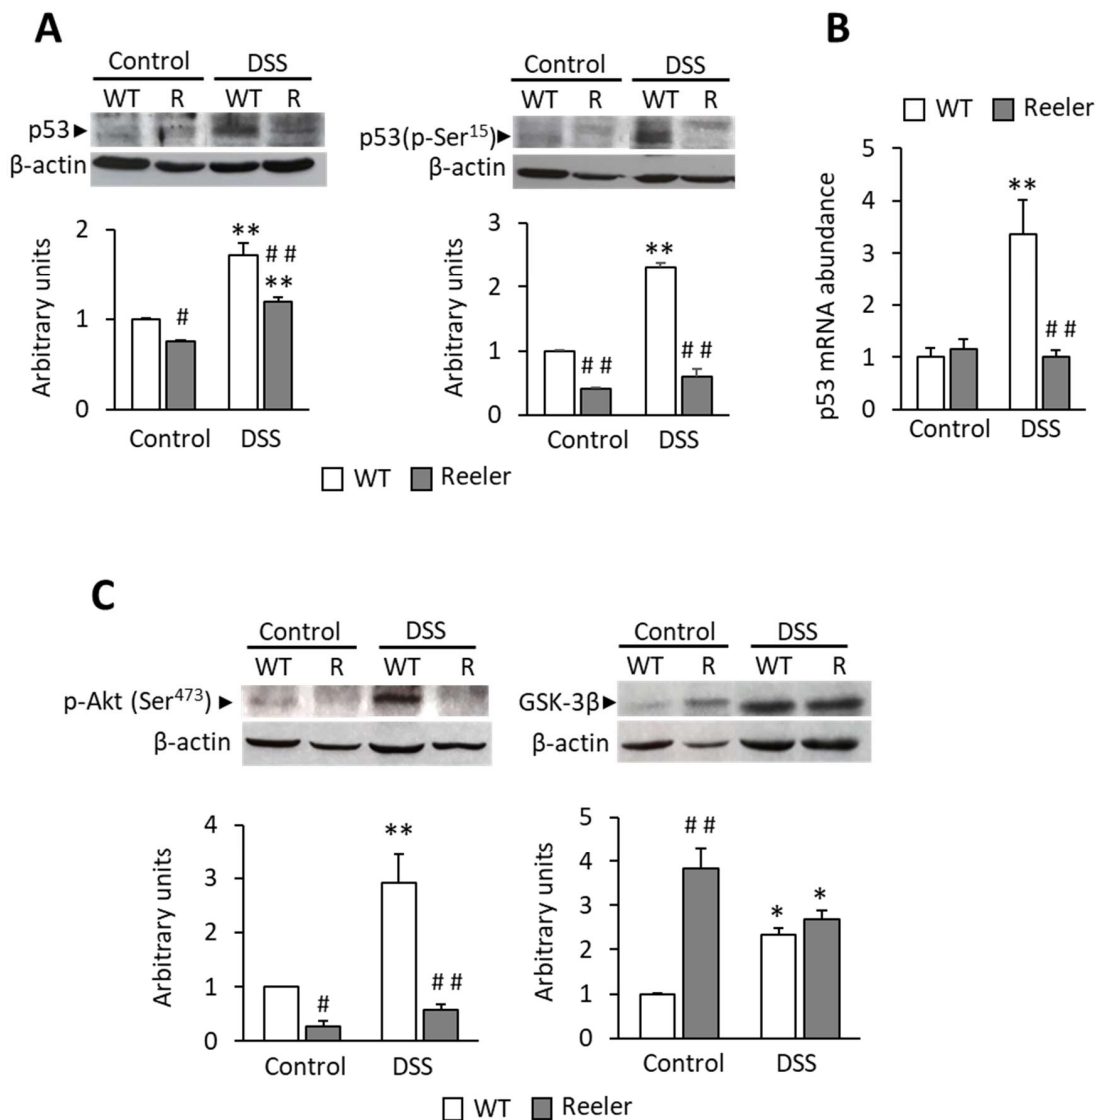 A
Control DSS
WT R WT R
p53
β-actin
2
1
0
Arbitrary units
#
**
# #
**
Control DSS
Control DSS
WT R WT R
p53(p-Ser15)
β-actin
3
2
1
0
Arbitrary units
# #
**
# #
Control DSS
WT Reeler
B
WT Reeler
5
4
3
2
1
0
p53 mRNA abundance
**
# #
Control DSS
C
Control DSS
WT R WT R
p-Akt (Ser473)
β-actin
4
3
2
1
0
Arbitrary units
#
**
# #
Control DSS
Control DSS
WT R WT R
GSK-3β
β-actin
5
4
3
2
1
0
Arbitrary units
# #
*
*
Control DSS
WT Reeler